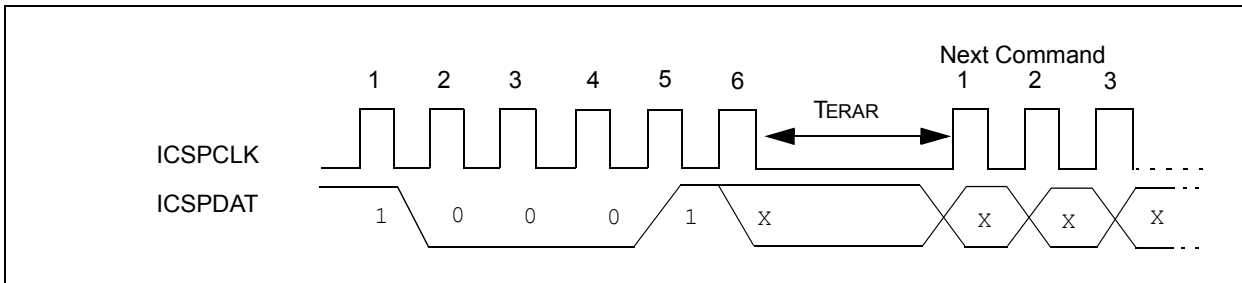 Next Command
1 2 3 4 5 6 1 2 3
TERAR
ICSPCLK
ICSPDAT
1 0 0 0 1 X X X X